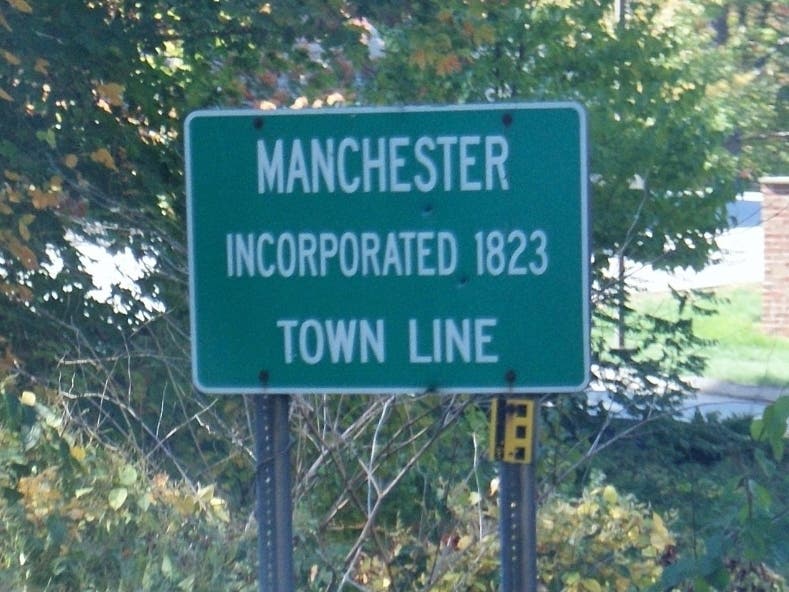 MANCHESTER
INCORPORATED 1823
TOWN LINE